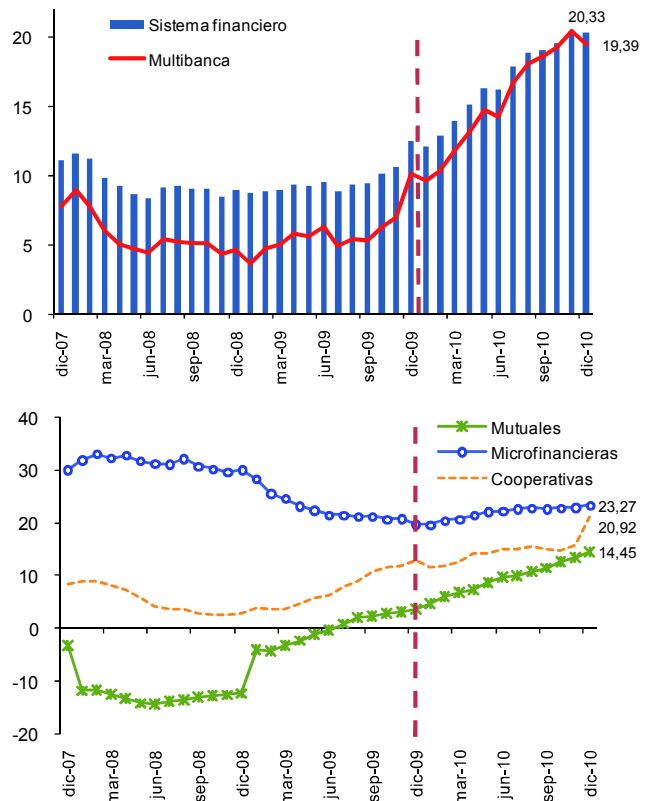 Sistema financiero
Multibanca
20,33
19,39
20
15
10
5
0
dic-07
mar-08
jun-08
sep-08
dic-08
mar-09
jun-09
sep-09
dic-09
mar-10
jun-10
sep-10
dic-10
Mutuales
Microfinancieras
Cooperativas
40
30
20
10
0
-10
-20
23,27
20,92
14,45
dic-07
mar-08
jun-08
sep-08
dic-08
mar-09
jun-09
sep-09
dic-09
mar-10
jun-10
sep-10
dic-10